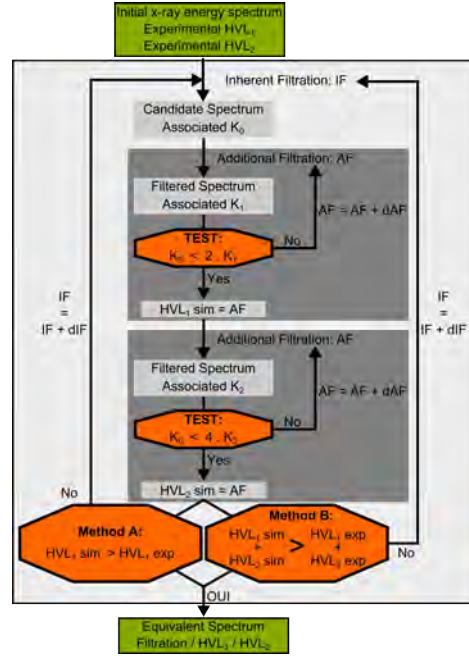 Initial x-ray energy spectrum
Experimental HVL₁
Experimental HVL₂
Inherent Filtration: IF
Candidate Spectrum
Associated K₀
Additional Filtration: AF
Filtered Spectrum
Associated K₁
AF = AF + dAF
TEST:
K₀ < 2 . K₁
No
Yes
HVL₁ sim = AF
IF
=
IF + dIF
IF
=
IF + dIF
Additional Filtration: AF
Filtered Spectrum
Associated K₂
AF = AF + dAF
TEST:
K₀ < 4 . K₂
No
Yes
HVL₂ sim = AF
No
Method A:
HVL₁ sim > HVL₁ exp
Method B:
HVL₁ sim > HVL₁ exp
+ +
HVL₂ sim HVL₂ exp
No
OUI
Equivalent Spectrum
Filtration / HVL₁ / HVL₂